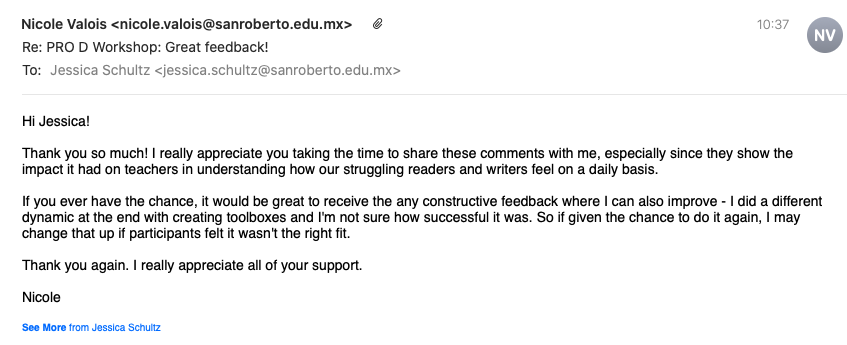 Nicole Valois <nicole.valois@sanroberto.edu.mx>
10:37
NV
Re: PRO D Workshop: Great feedback!
To: Jessica Schultz <jessica.schultz@sanroberto.edu.mx>
Hi Jessica!
Thank you so much! I really appreciate you taking the time to share these comments with me, especially since they show the
impact it had on teachers in understanding how our struggling readers and writers feel on a daily basis.
If you ever have the chance, it would be great to receive the any constructive feedback where I can also improve - I did a different
dynamic at the end with creating toolboxes and I'm not sure how successful it was. So if given the chance to do it again, I may
change that up if participants felt it wasn't the right fit.
Thank you again. I really appreciate all of your support.
Nicole
See More from Jessica Schultz